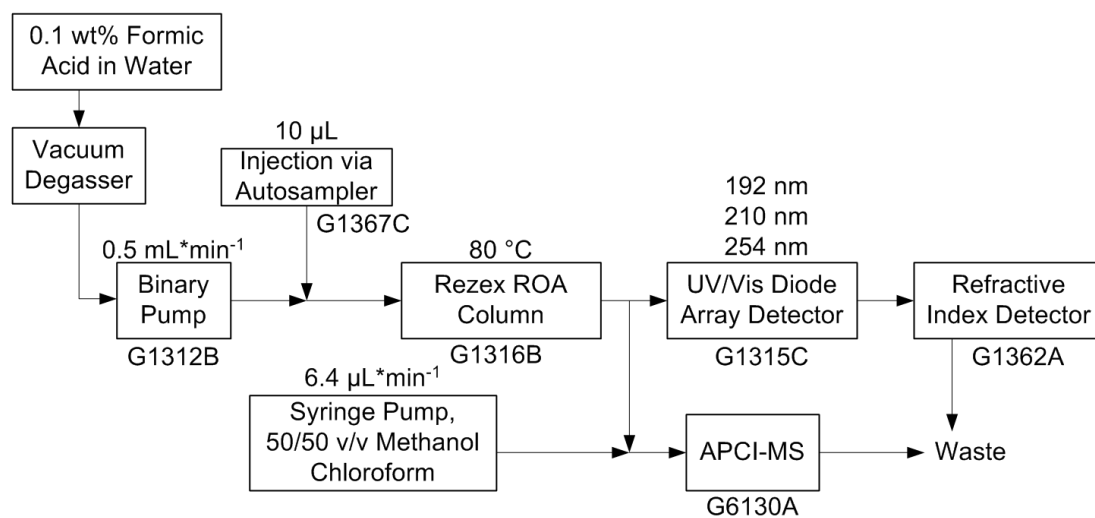 0.1 wt% Formic
Acid in Water
Vacuum
Degasser
10 µL
Injection via
Autosampler
G1367C
0.5 mL*min⁻¹
Binary
Pump
G1312B
80 °C
Rezex ROA
Column
G1316B
192 nm
210 nm
254 nm
UV/Vis Diode
Array Detector
G1315C
Refractive
Index Detector
G1362A
6.4 µL*min⁻¹
Syringe Pump,
50/50 v/v Methanol
Chloroform
APCI-MS
G6130A
Waste